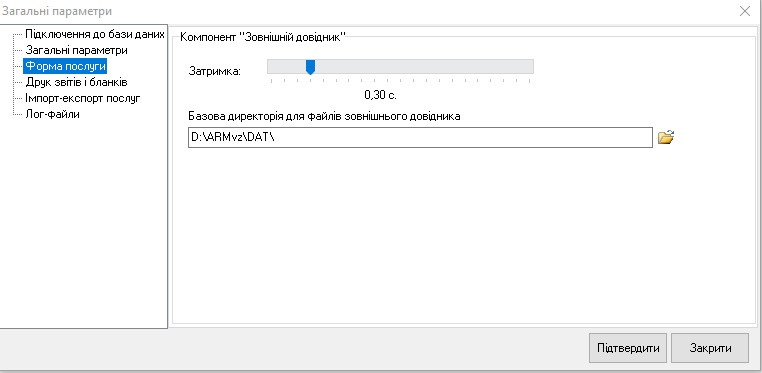 Загальні параметри
Підключення до бази даних
Загальні параметри
Форма послуги
Друк звітів і бланків
Імпорт-експорт послуг
Лог-файли
Компонент "Зовнішній довідник"
Затримка:
0,30 с.
Базова директорія для файлів зовнішнього довідника
D:\ARMvz\DAT\
Підтвердити
Закрити